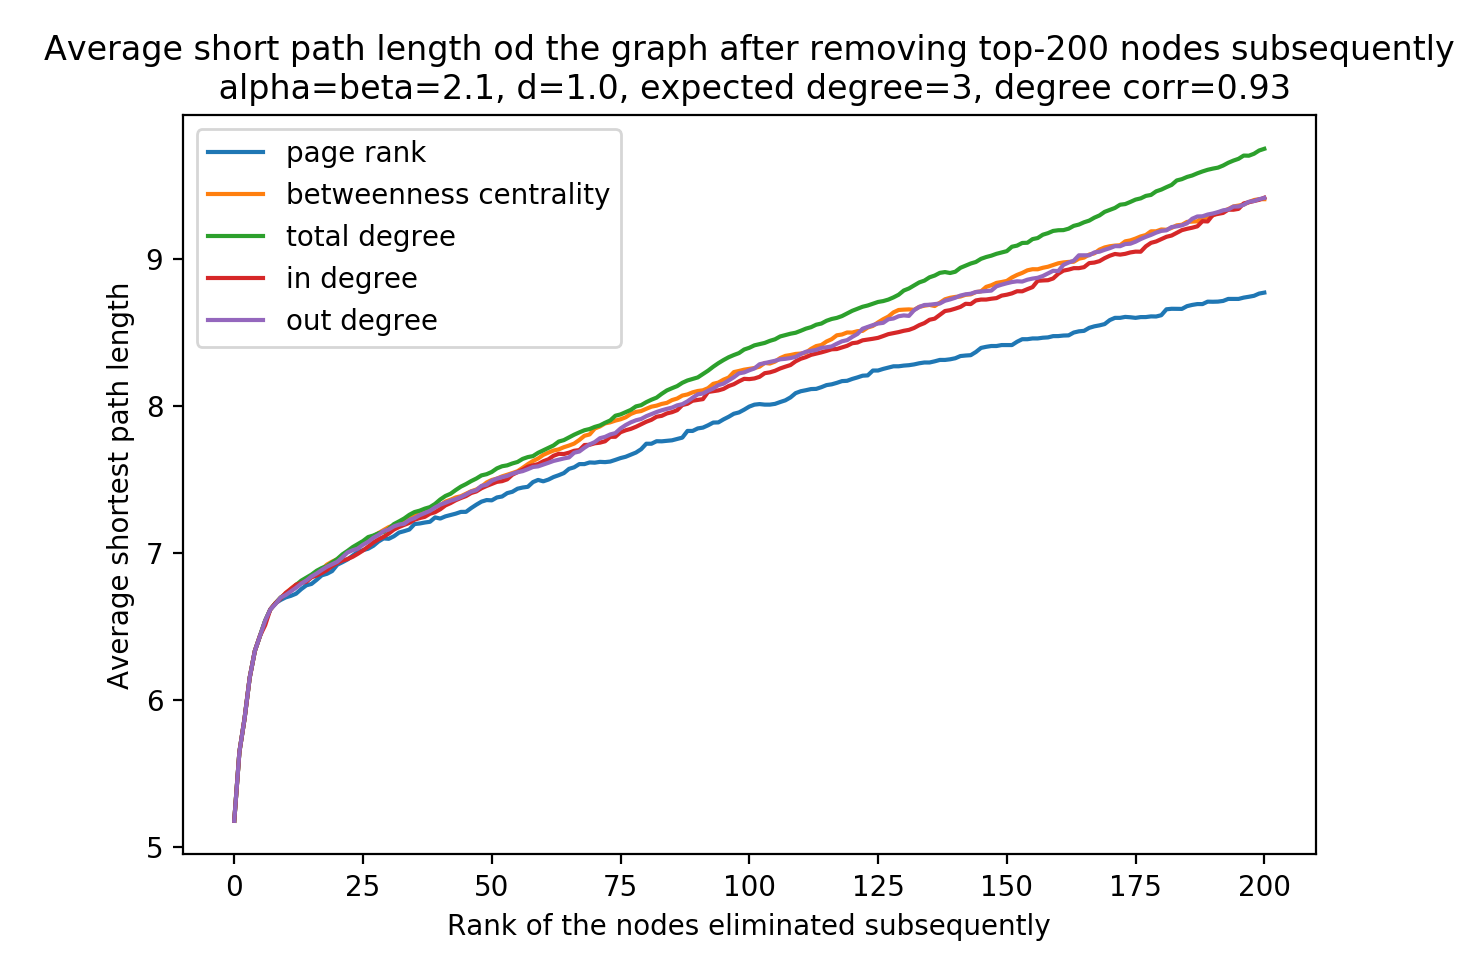 Average short path length od the graph after removing top-200 nodes subsequently
alpha=beta=2.1, d=1.0, expected degree=3, degree corr=0.93
page rank
betweenness centrality
total degree
in degree
out degree
Average shortest path length
9
8
7
6
5
0 25 50 75 100 125 150 175 200
Rank of the nodes eliminated subsequently